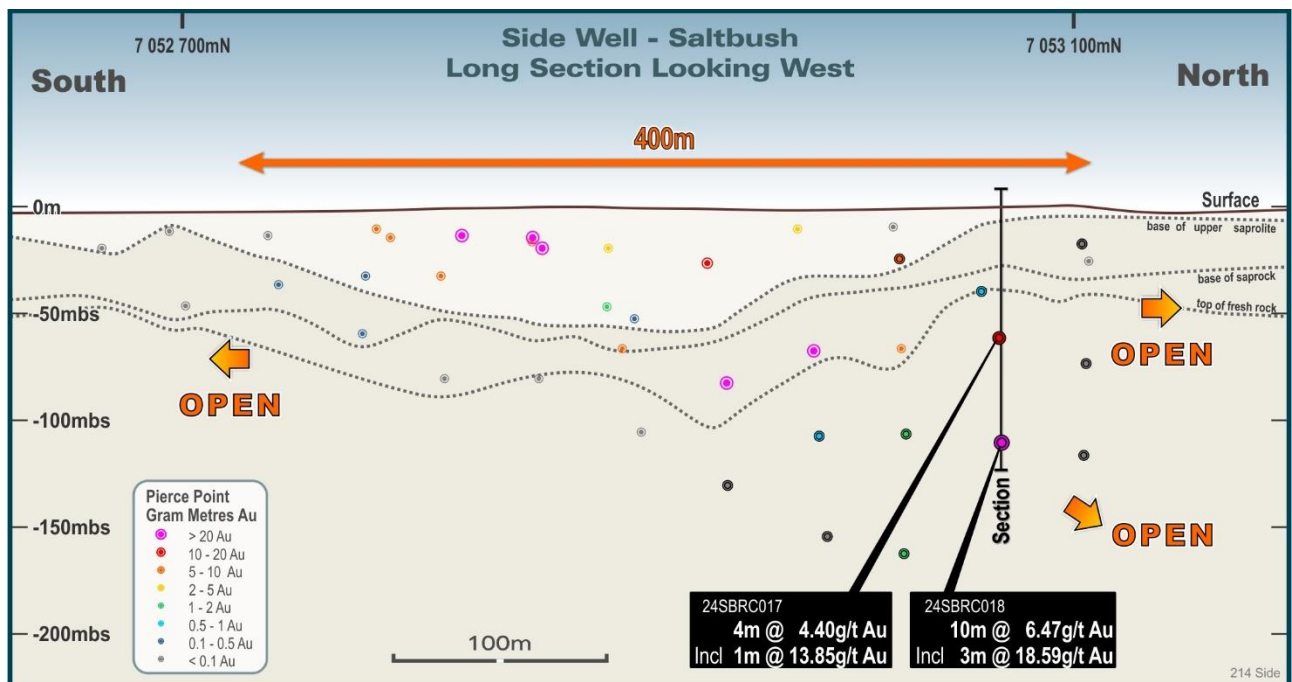 7 052 700mN
7 053 100mN
Side Well - Saltbush
Long Section Looking West
South
North
400m
0m
Surface
base of upper saprolite
base of saprock
top of fresh rock
-50mbs
OPEN
OPEN
-100mbs
-150mbs
OPEN
-200mbs
Section I
Pierce Point
Gram Metres Au
> 20 Au
10 - 20 Au
5 - 10 Au
2 - 5 Au
1 - 2 Au
0.5 - 1 Au
0.1 - 0.5 Au
< 0.1 Au
100m
24SBRC017
4m @ 4.40g/t Au
Incl 1m @ 13.85g/t Au
24SBRC018
10m @ 6.47g/t Au
Incl 3m @ 18.59g/t Au
214 Side